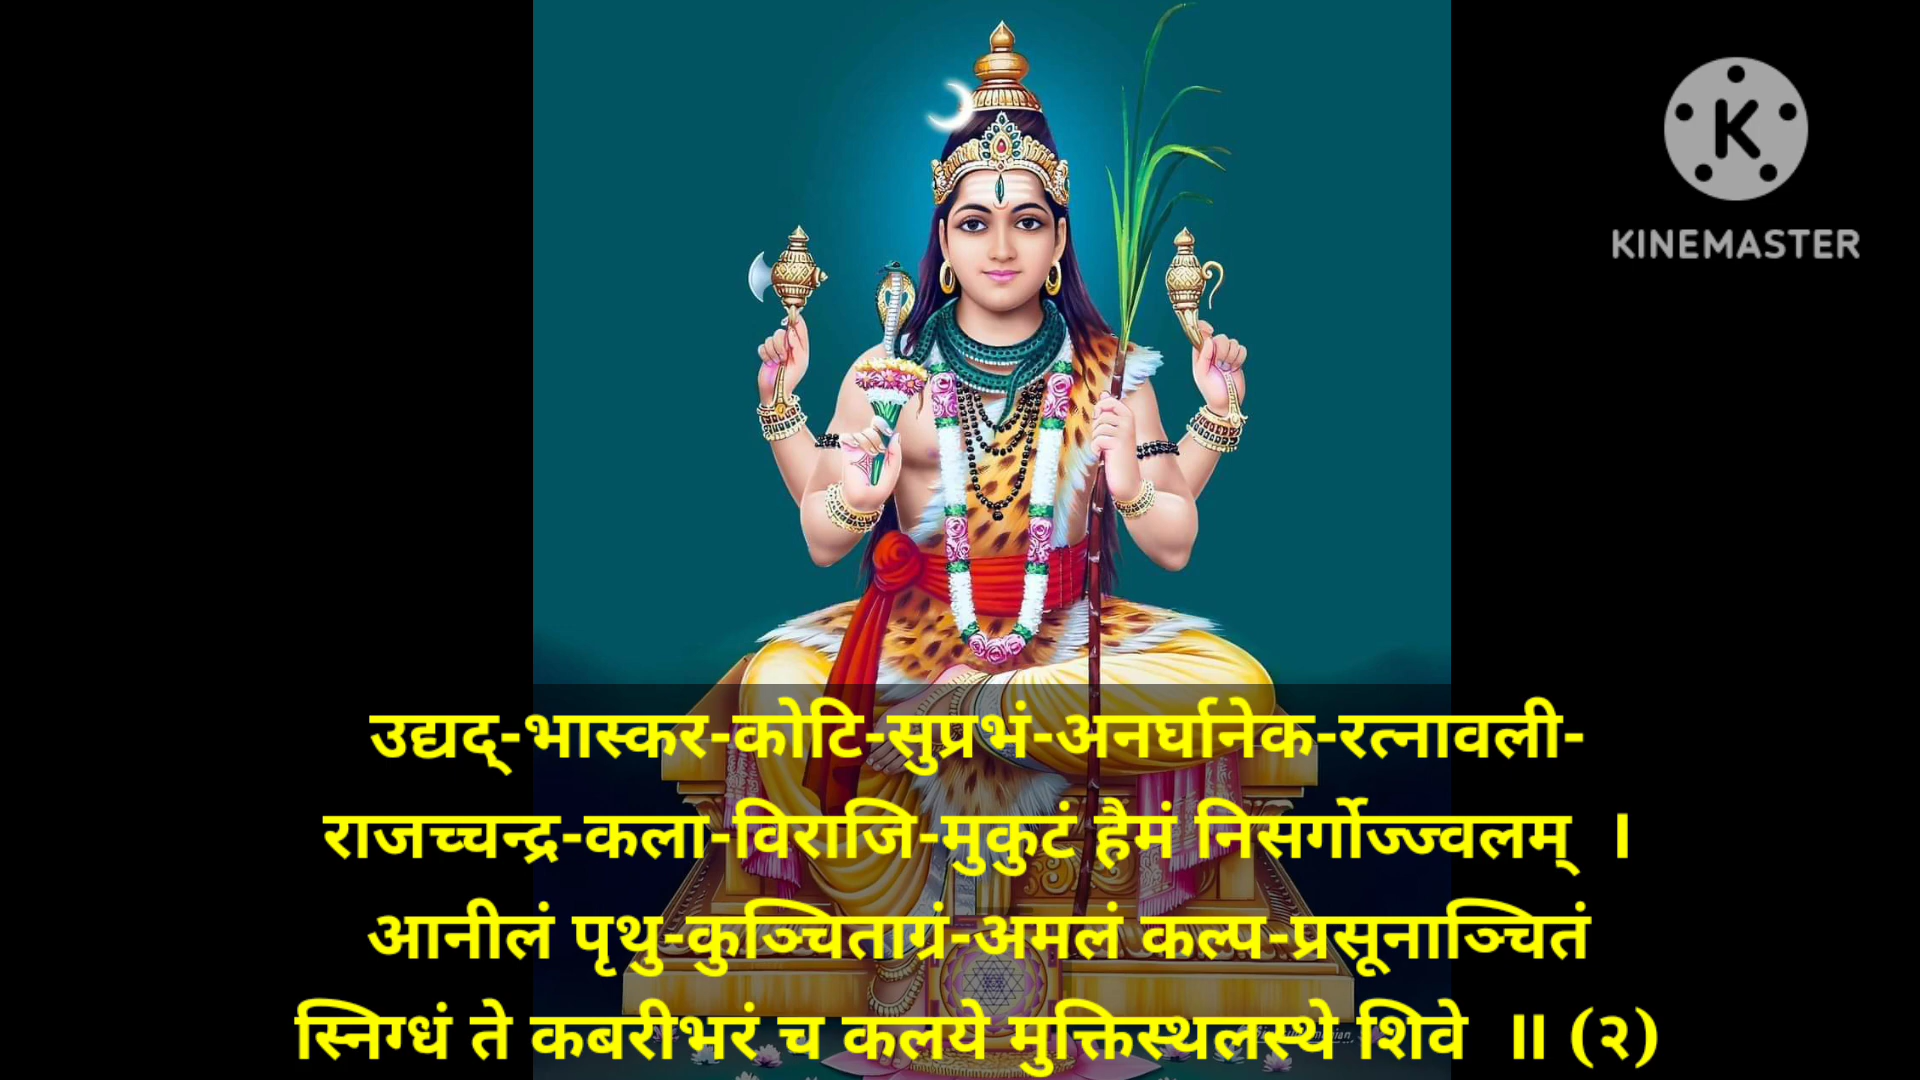 K
KINEMASTER
उद्यद्-भास्कर-कोटि-सुप्रभं-अनर्घानेक-रत्नावली-
राजच्चन्द्र-कला-विराजि-मुकुटं हैमं निसर्गोज्ज्वलम् ।
आनीलं पृथु-कुञ्चिताग्रं-अमलं कल्प-प्रसूनाञ्चितं
स्निग्धं ते कबरीभरं च कलये मुक्तिस्थलस्थे शिवे ॥ (२)